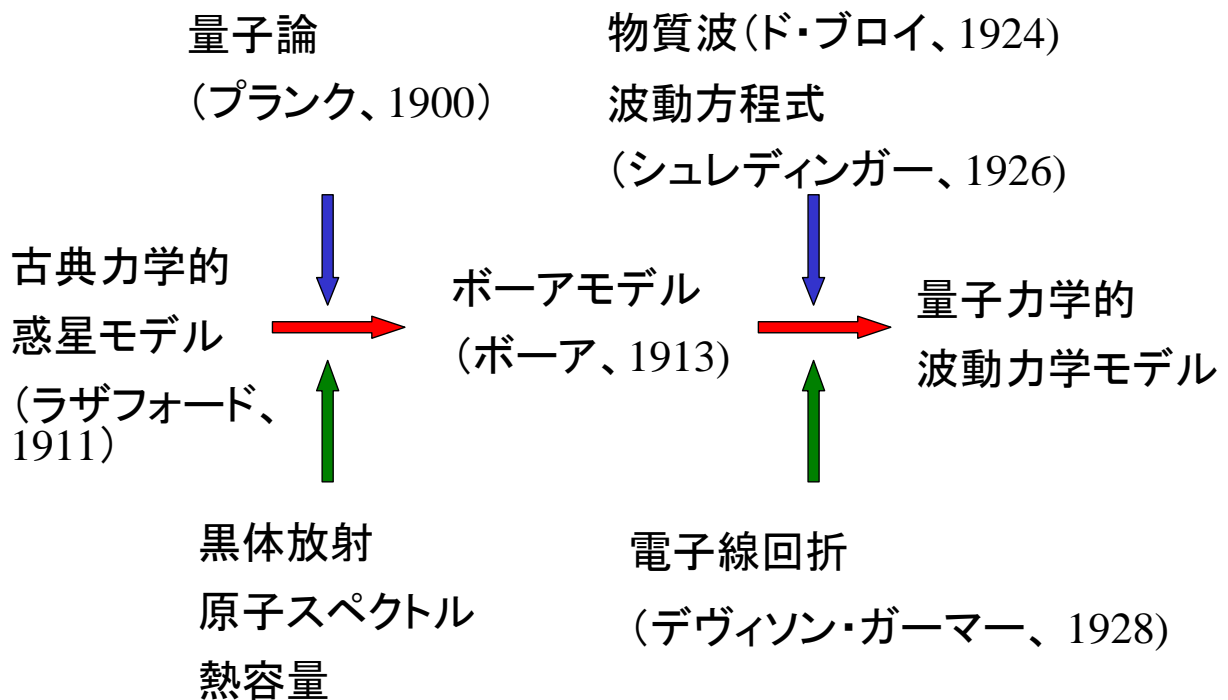 量子論
（プランク、1900）
物質波（ド・ブロイ、1924)
波動方程式
（シュレディンガー、1926)
古典力学的
惑星モデル
（ラザフォード、
1911）
ボーアモデル
（ボーア、1913)
量子力学的
波動力学モデル
黒体放射
原子スペクトル
熱容量
電子線回折
（デヴィソン・ガーマー、1928)